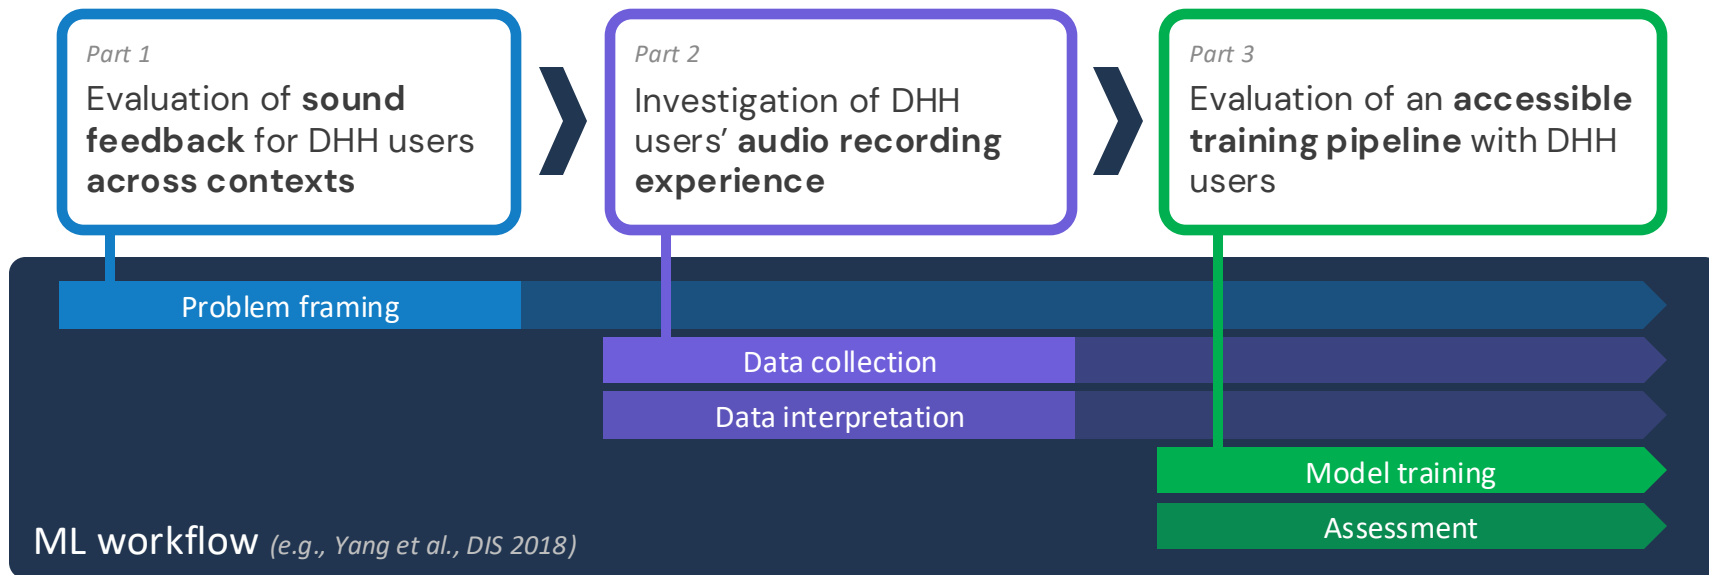 Part 1
Evaluation of sound
feedback for DHH users
across contexts
Part 2
Investigation of DHH
users’ audio recording
experience
Part 3
Evaluation of an accessible
training pipeline with DHH
users
Problem framing
Data collection
Data interpretation
Model training
Assessment
ML workflow (e.g., Yang et al., DIS 2018)